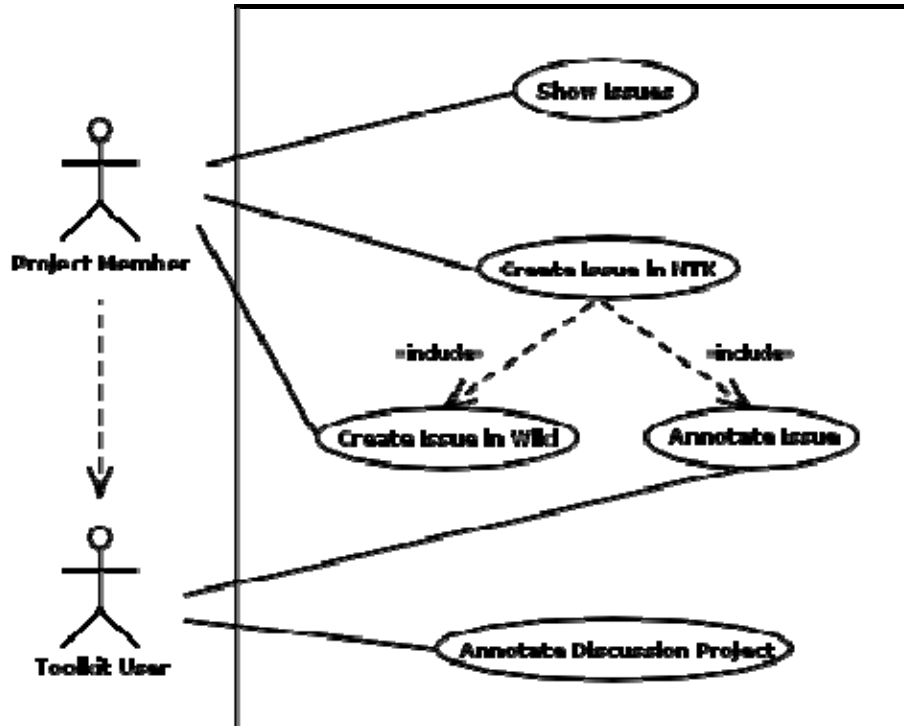 Show Issues
Project Member
Create Issue in NTK
«include»
«include»
Create Issue in Wiki
Annotate Issue
Toolkit User
Annotate Discussion Project